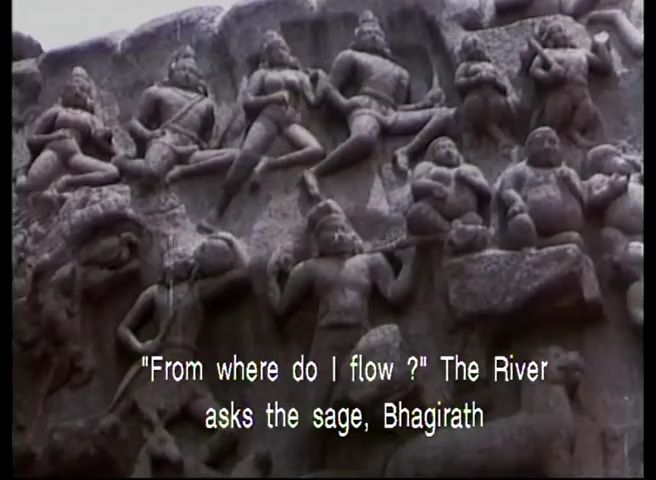 "From where do I flow ?" The River
asks the sage, Bhagirath